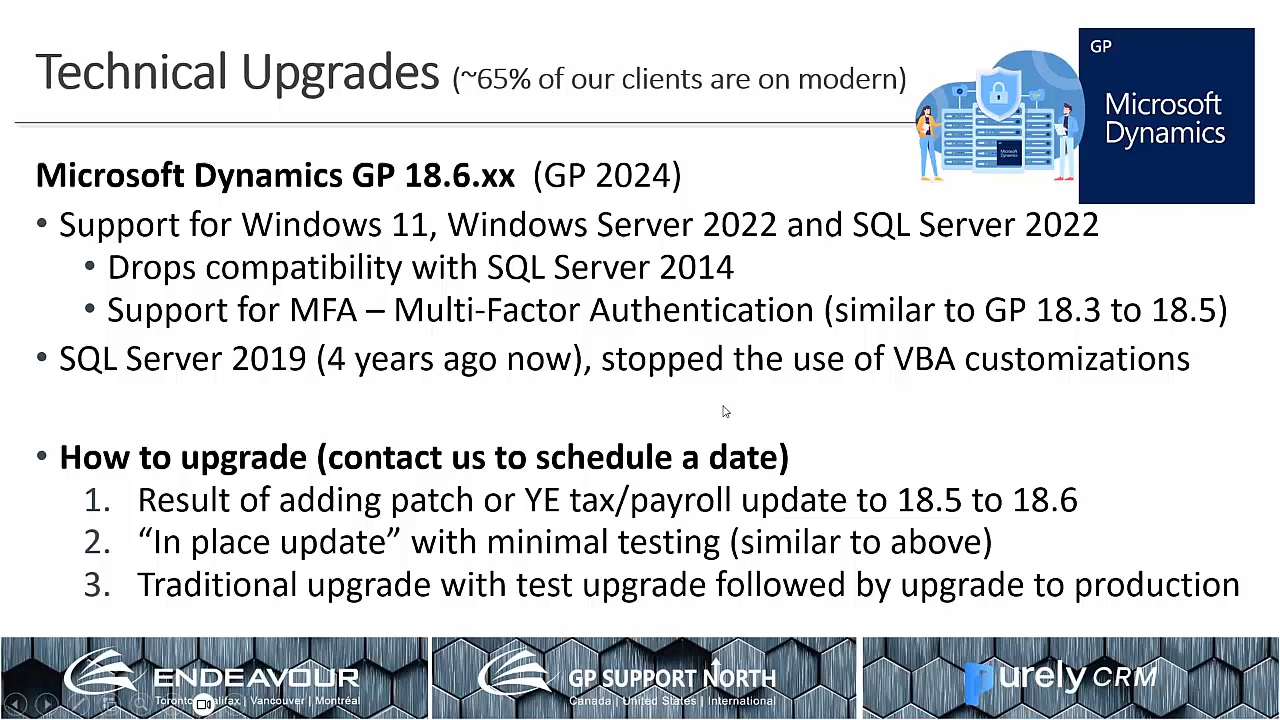 Technical Upgrades (~65% of our clients are on modern)
GP
Microsoft
Dynamics
Microsoft Dynamics GP 18.6.xx (GP 2024)
• Support for Windows 11, Windows Server 2022 and SQL Server 2022
• Drops compatibility with SQL Server 2014
• Support for MFA – Multi-Factor Authentication (similar to GP 18.3 to 18.5)
• SQL Server 2019 (4 years ago now), stopped the use of VBA customizations
• How to upgrade (contact us to schedule a date)
1. Result of adding patch or YE tax/payroll update to 18.5 to 18.6
2. “In place update” with minimal testing (similar to above)
3. Traditional upgrade with test upgrade followed by upgrade to production
ENDEAVOUR
Vancouver | Montréal
GP SUPPORT NORTH
Canada | United States | International
Purely CRM